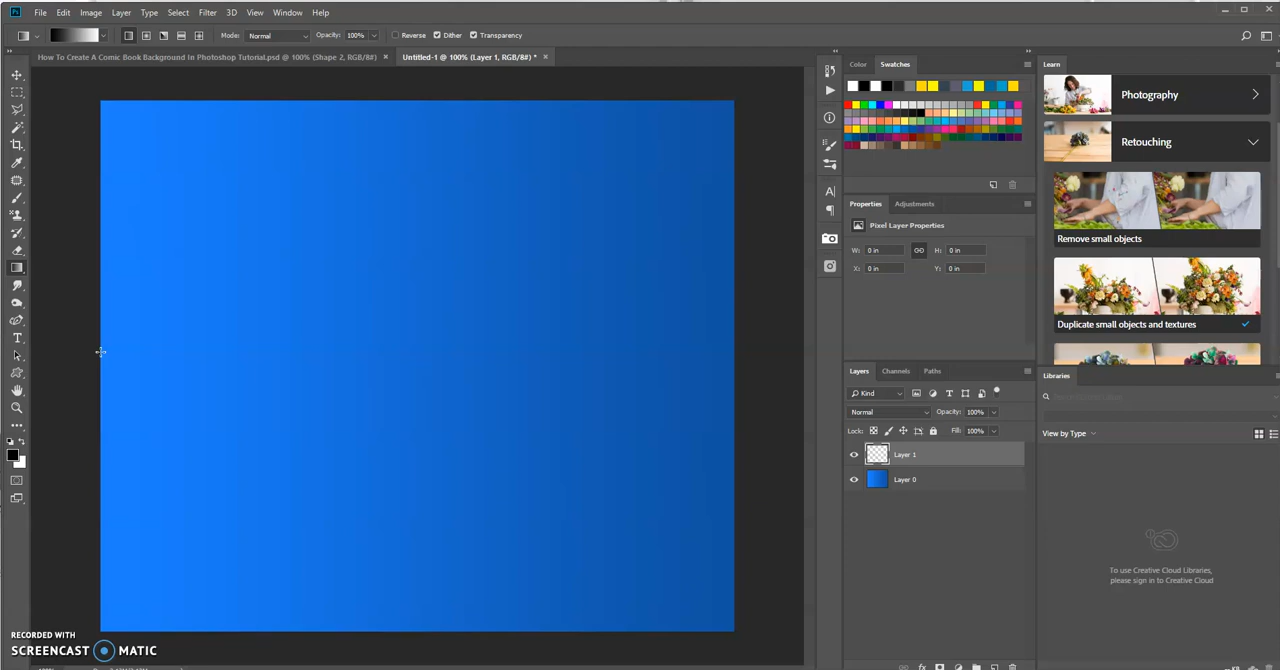 Ps File Edit Image Layer Type Select Filter 3D View Window Help
Mode: Normal Opacity: 100% Reverse Dither Transparency
How To Create A Comic Book Background In Photoshop Tutorial.psd @ 100% (Shape 2, RGB/8#) × Untitled-1 @ 100% (Layer 1, RGB/8#) * ×
Color Swatches
Learn
Photography
Retouching
Remove small objects
Duplicate small objects and textures
Properties Adjustments
Pixel Layer Properties
W: 0 in H: 0 in
X: 0 in Y: 0 in
Layers Channels Paths
Kind
Normal Opacity: 100%
Lock: Fill: 100%
Layer 1
Layer 0
Libraries
View by Type
To use Creative Cloud Libraries,
please sign in to Creative Cloud
RECORDED WITH
SCREENCAST MATIC